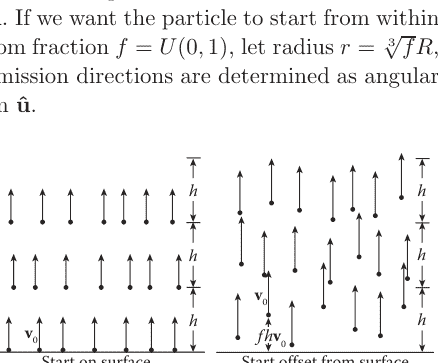 . If we want the particle to start from within
om fraction f = U(0, 1), let radius r = ∛fR,
mission directions are determined as angular
n û.
h
h
h
h
h
h
v₀
v₀
fhv₀
Start on surface
Start offset from surface